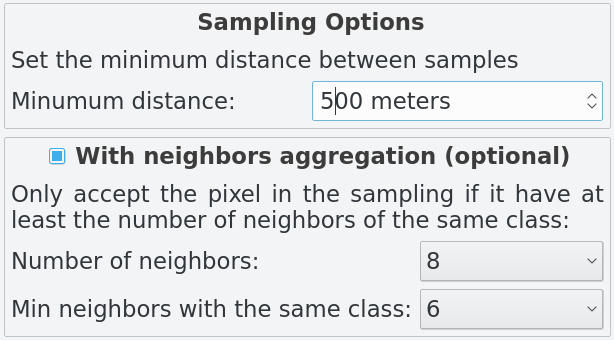 Sampling Options
Set the minimum distance between samples
Minumum distance: 500 meters
With neighbors aggregation (optional)
Only accept the pixel in the sampling if it have at
least the number of neighbors of the same class:
Number of neighbors: 8
Min neighbors with the same class: 6